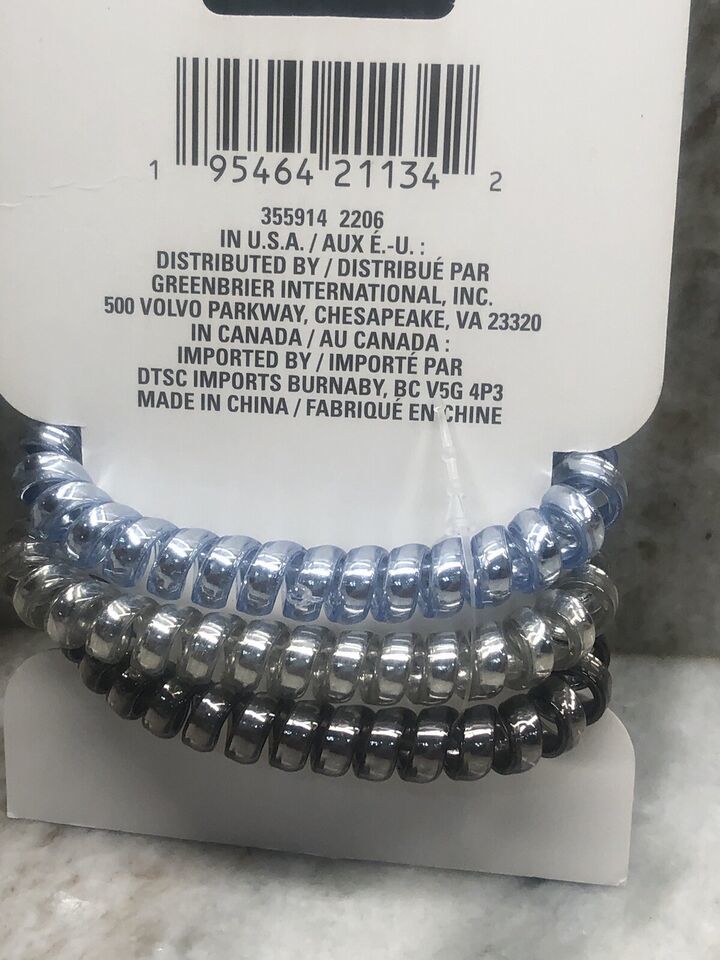 1 95464 21134 2
355914 2206
IN U.S.A. / AUX É.-U. :
DISTRIBUTED BY / DISTRIBUÉ PAR
GREENBRIER INTERNATIONAL, INC.
500 VOLVO PARKWAY, CHESAPEAKE, VA 23320
IN CANADA / AU CANADA :
IMPORTED BY / IMPORTÉ PAR
DTSC IMPORTS BURNABY, BC V5G 4P3
MADE IN CHINA / FABRIQUÉ EN CHINE